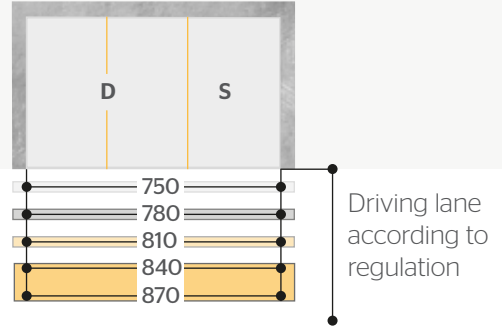 D
S
750
780
810
840
870
Driving lane
according to
regulation